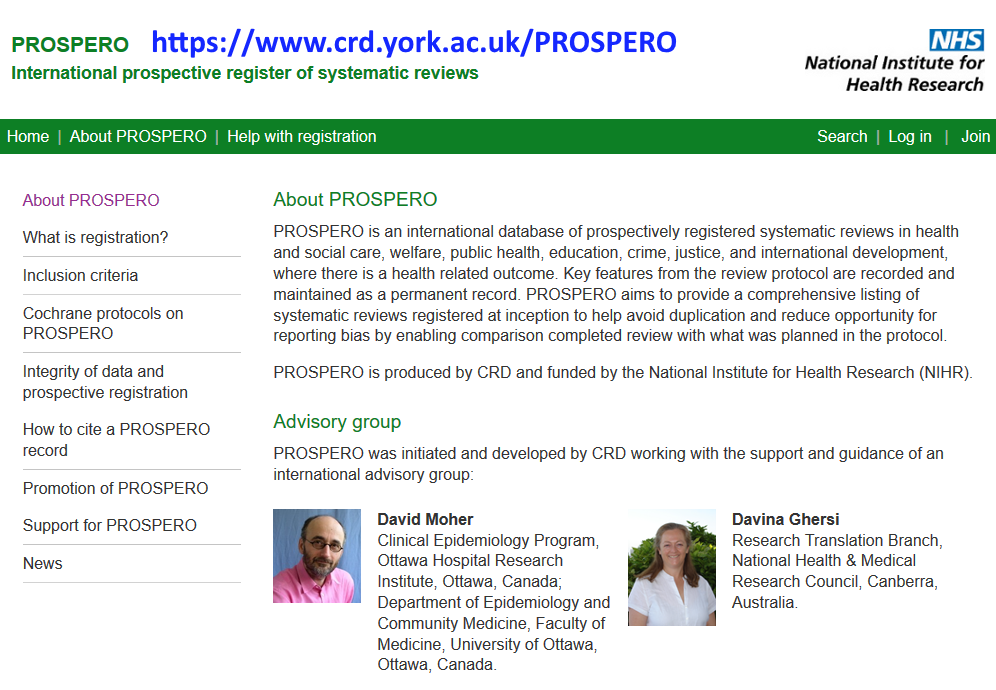 PROSPERO https://www.crd.york.ac.uk/PROSPERO
International prospective register of systematic reviews
NHS
National Institute for
Health Research
Home | About PROSPERO | Help with registration
Search | Log in | Join
About PROSPERO
What is registration?
Inclusion criteria
Cochrane protocols on
PROSPERO
Integrity of data and
prospective registration
How to cite a PROSPERO
record
Promotion of PROSPERO
Support for PROSPERO
News
About PROSPERO
PROSPERO is an international database of prospectively registered systematic reviews in health
and social care, welfare, public health, education, crime, justice, and international development,
where there is a health related outcome. Key features from the review protocol are recorded and
maintained as a permanent record. PROSPERO aims to provide a comprehensive listing of
systematic reviews registered at inception to help avoid duplication and reduce opportunity for
reporting bias by enabling comparison completed review with what was planned in the protocol.
PROSPERO is produced by CRD and funded by the National Institute for Health Research (NIHR).
Advisory group
PROSPERO was initiated and developed by CRD working with the support and guidance of an
international advisory group:
David Moher
Clinical Epidemiology Program,
Ottawa Hospital Research
Institute, Ottawa, Canada;
Department of Epidemiology and
Community Medicine, Faculty of
Medicine, University of Ottawa,
Ottawa, Canada.
Davina Ghersi
Research Translation Branch,
National Health & Medical
Research Council, Canberra,
Australia.